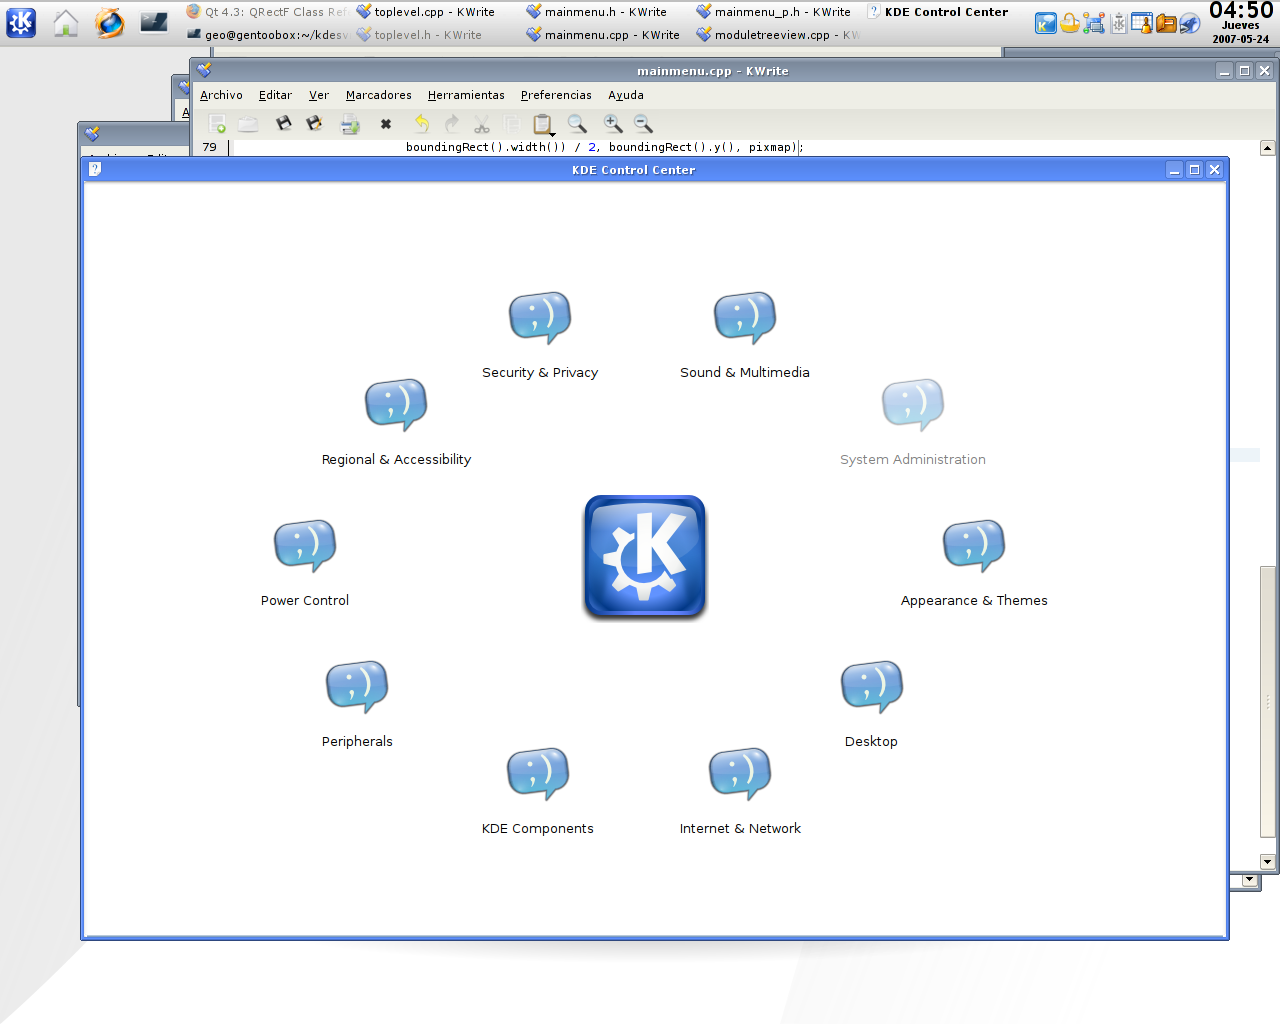 Qt 4.3: QRectF Class Ref
toplevel.cpp - KWrite
mainmenu.h - KWrite
mainmenu_p.h - KWrite
KDE Control Center
geo@gentoobox:~/kdesv
toplevel.h - KWrite
mainmenu.cpp - KWrite
moduletreeview.cpp - KW
04:50
Jueves
2007-05-24
mainmenu.cpp - KWrite
Archivo Editar Ver Marcadores Herramientas Preferencias Ayuda
79 boundingRect().width()) / 2, boundingRect().y(), pixmap);
KDE Control Center
Security & Privacy
Sound & Multimedia
Regional & Accessibility
System Administration
Power Control
Appearance & Themes
Peripherals
Desktop
KDE Components
Internet & Network